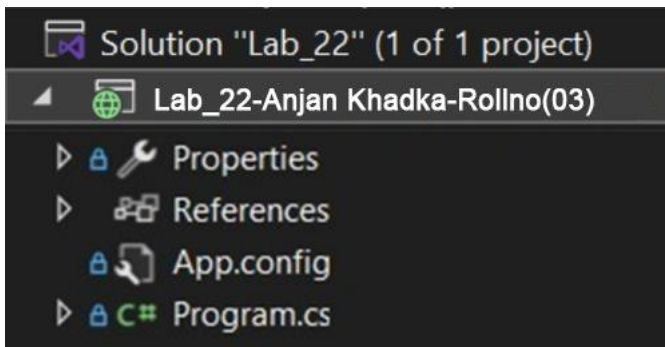 Solution "Lab_22" (1 of 1 project)
Lab_22-Anjan Khadka-Rollno(03)
Properties
References
App.config
C# Program.cs